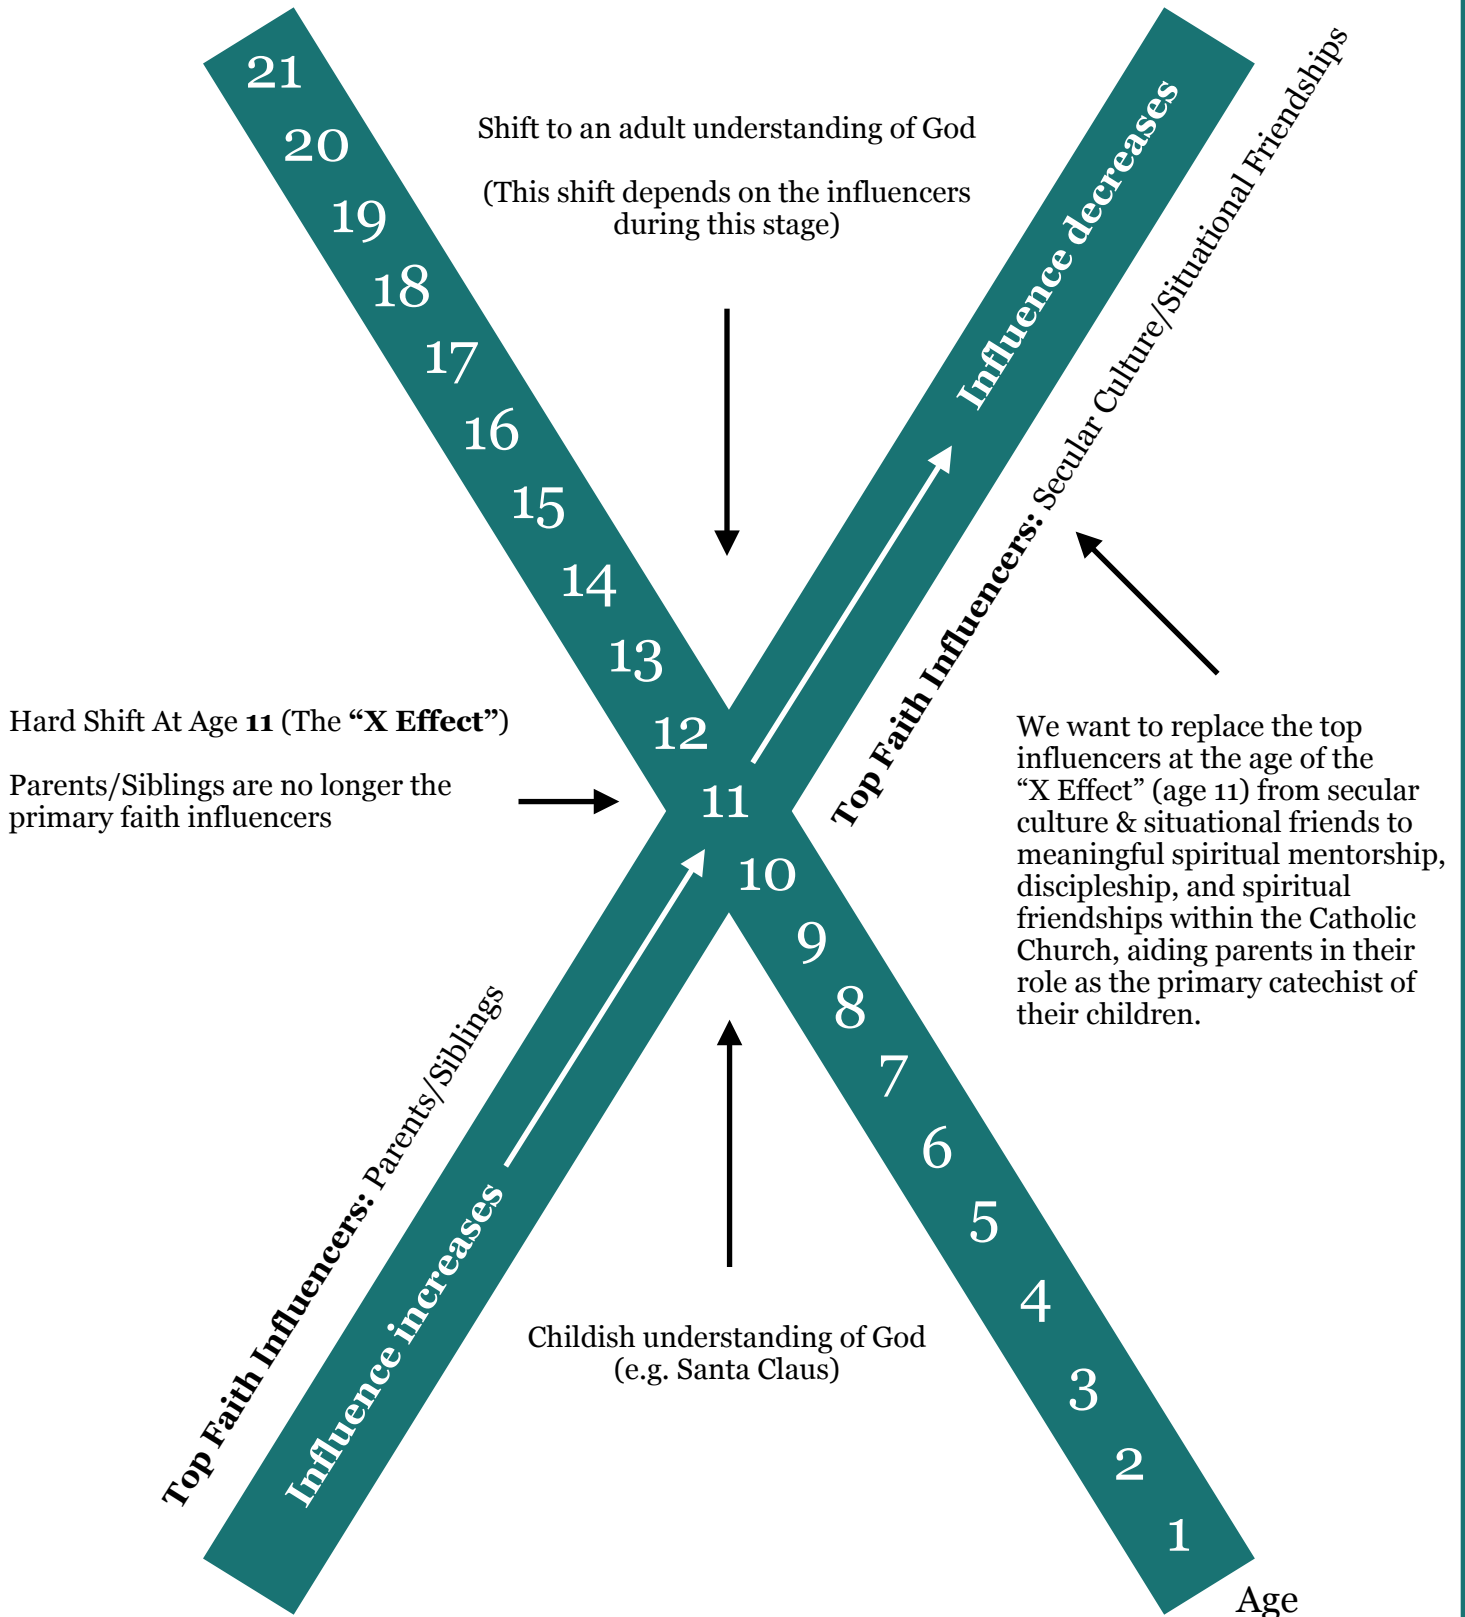 21
20
19
18
17
16
15
14
13
12
11
10
9
8
7
6
5
4
3
2
1
Age
Shift to an adult understanding of God
(This shift depends on the influencers
during this stage)
Influence decreases
Top Faith Influencers: Secular Culture/Situational Friendships
Hard Shift At Age 11 (The “X Effect”)
Parents/Siblings are no longer the
primary faith influencers
We want to replace the top
influencers at the age of the
“X Effect” (age 11) from secular
culture & situational friends to
meaningful spiritual mentorship,
discipleship, and spiritual
friendships within the Catholic
Church, aiding parents in their
role as the primary catechist of
their children.
Top Faith Influencers: Parents/Siblings
Influence increases
Childish understanding of God
(e.g. Santa Claus)